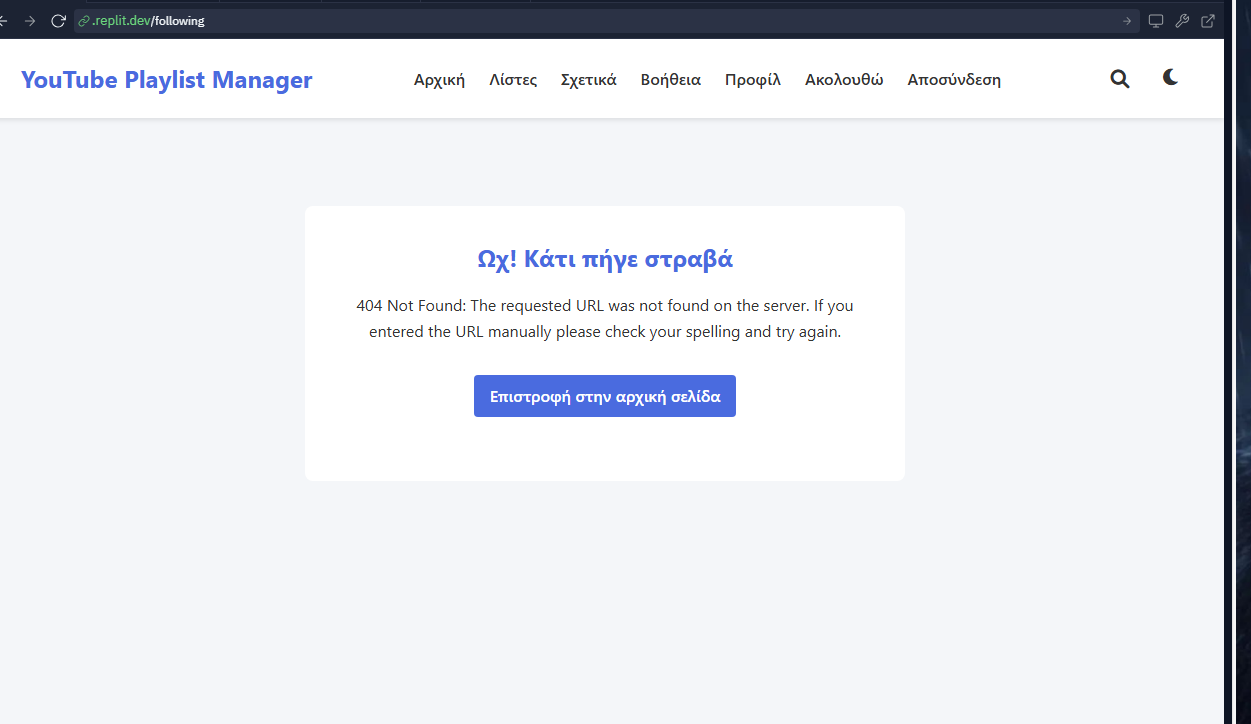 .replit.dev/following
YouTube Playlist Manager
Αρχική Λίστες Σχετικά Βοήθεια Προφίλ Ακολουθώ Αποσύνδεση
Ωχ! Κάτι πήγε στραβά
404 Not Found: The requested URL was not found on the server. If you
entered the URL manually please check your spelling and try again.
Επιστροφή στην αρχική σελίδα